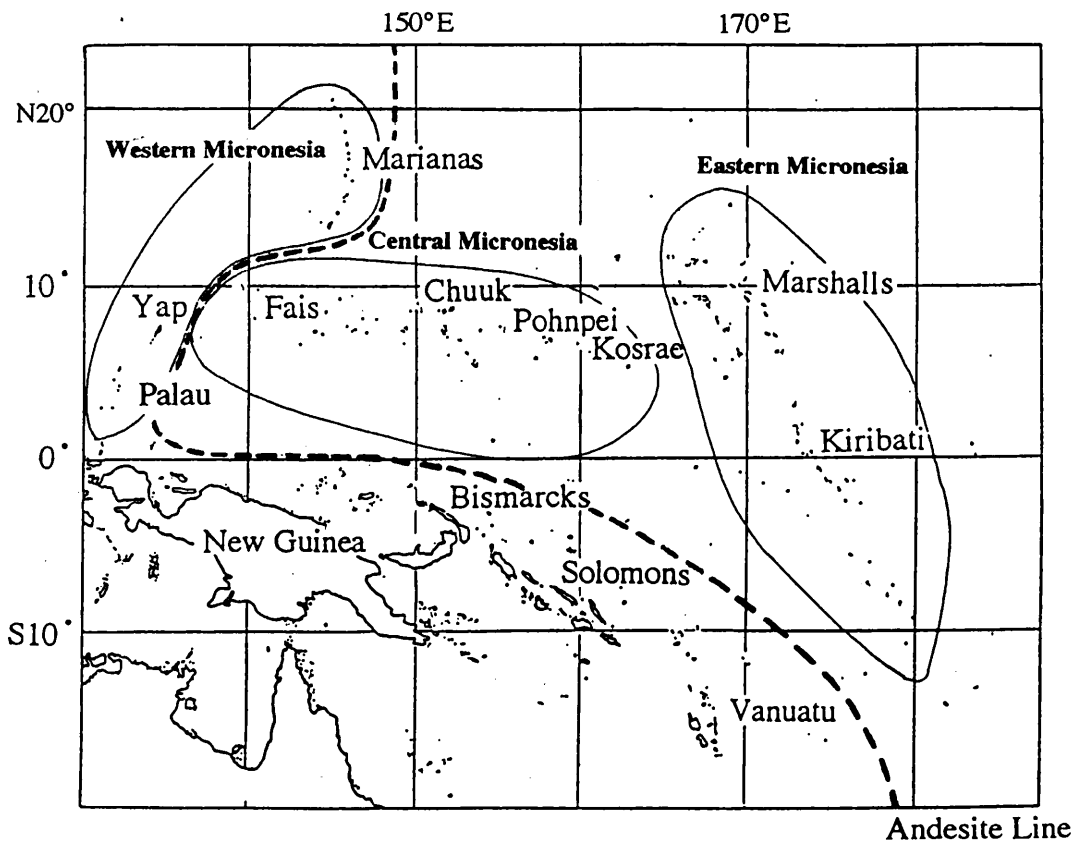 150°E 170°E
N20°
Western Micronesia
Marianas
Eastern Micronesia
Central Micronesia
10°
Marshalls
Yap
Fais
Chuuk
Pohnpei
Kosrae
Palau
Kiribati
0°
Bismarcks
New Guinea
Solomons
S10°
Vanuatu
Andesite Line